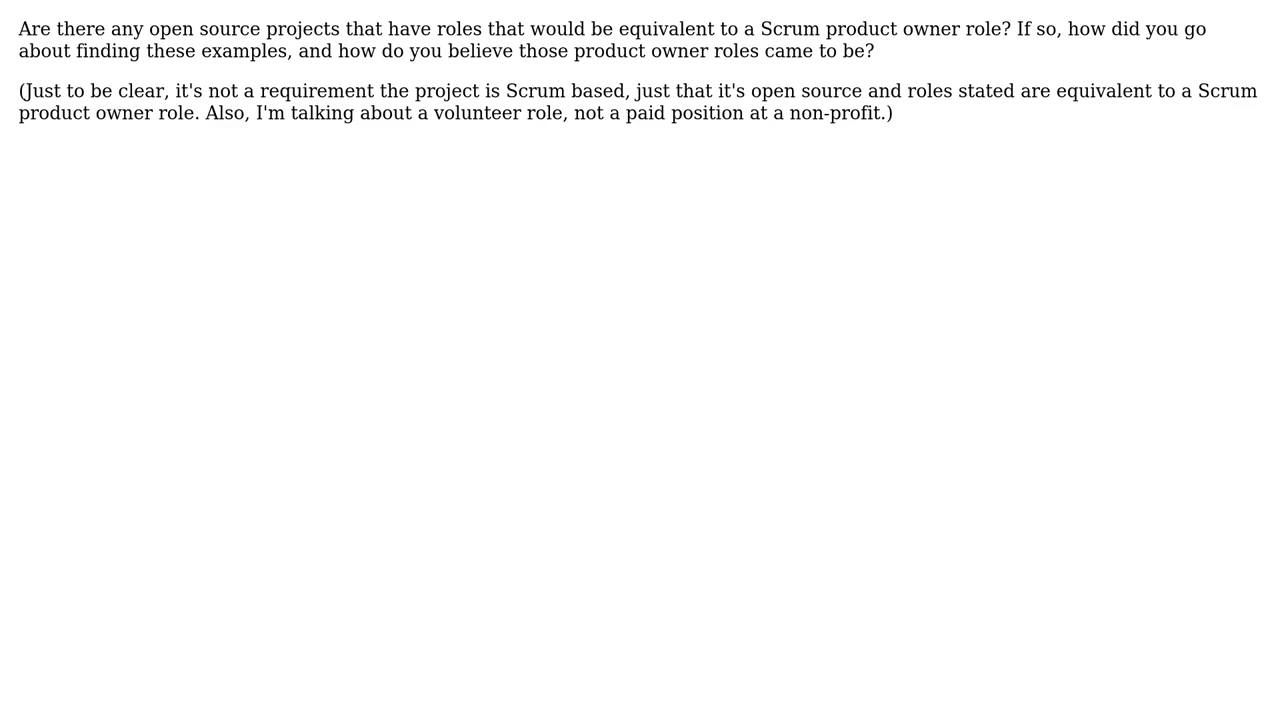 Are there any open source projects that have roles that would be equivalent to a Scrum product owner role? If so, how did you go
about finding these examples, and how do you believe those product owner roles came to be?
(Just to be clear, it's not a requirement the project is Scrum based, just that it's open source and roles stated are equivalent to a Scrum
product owner role. Also, I'm talking about a volunteer role, not a paid position at a non-profit.)